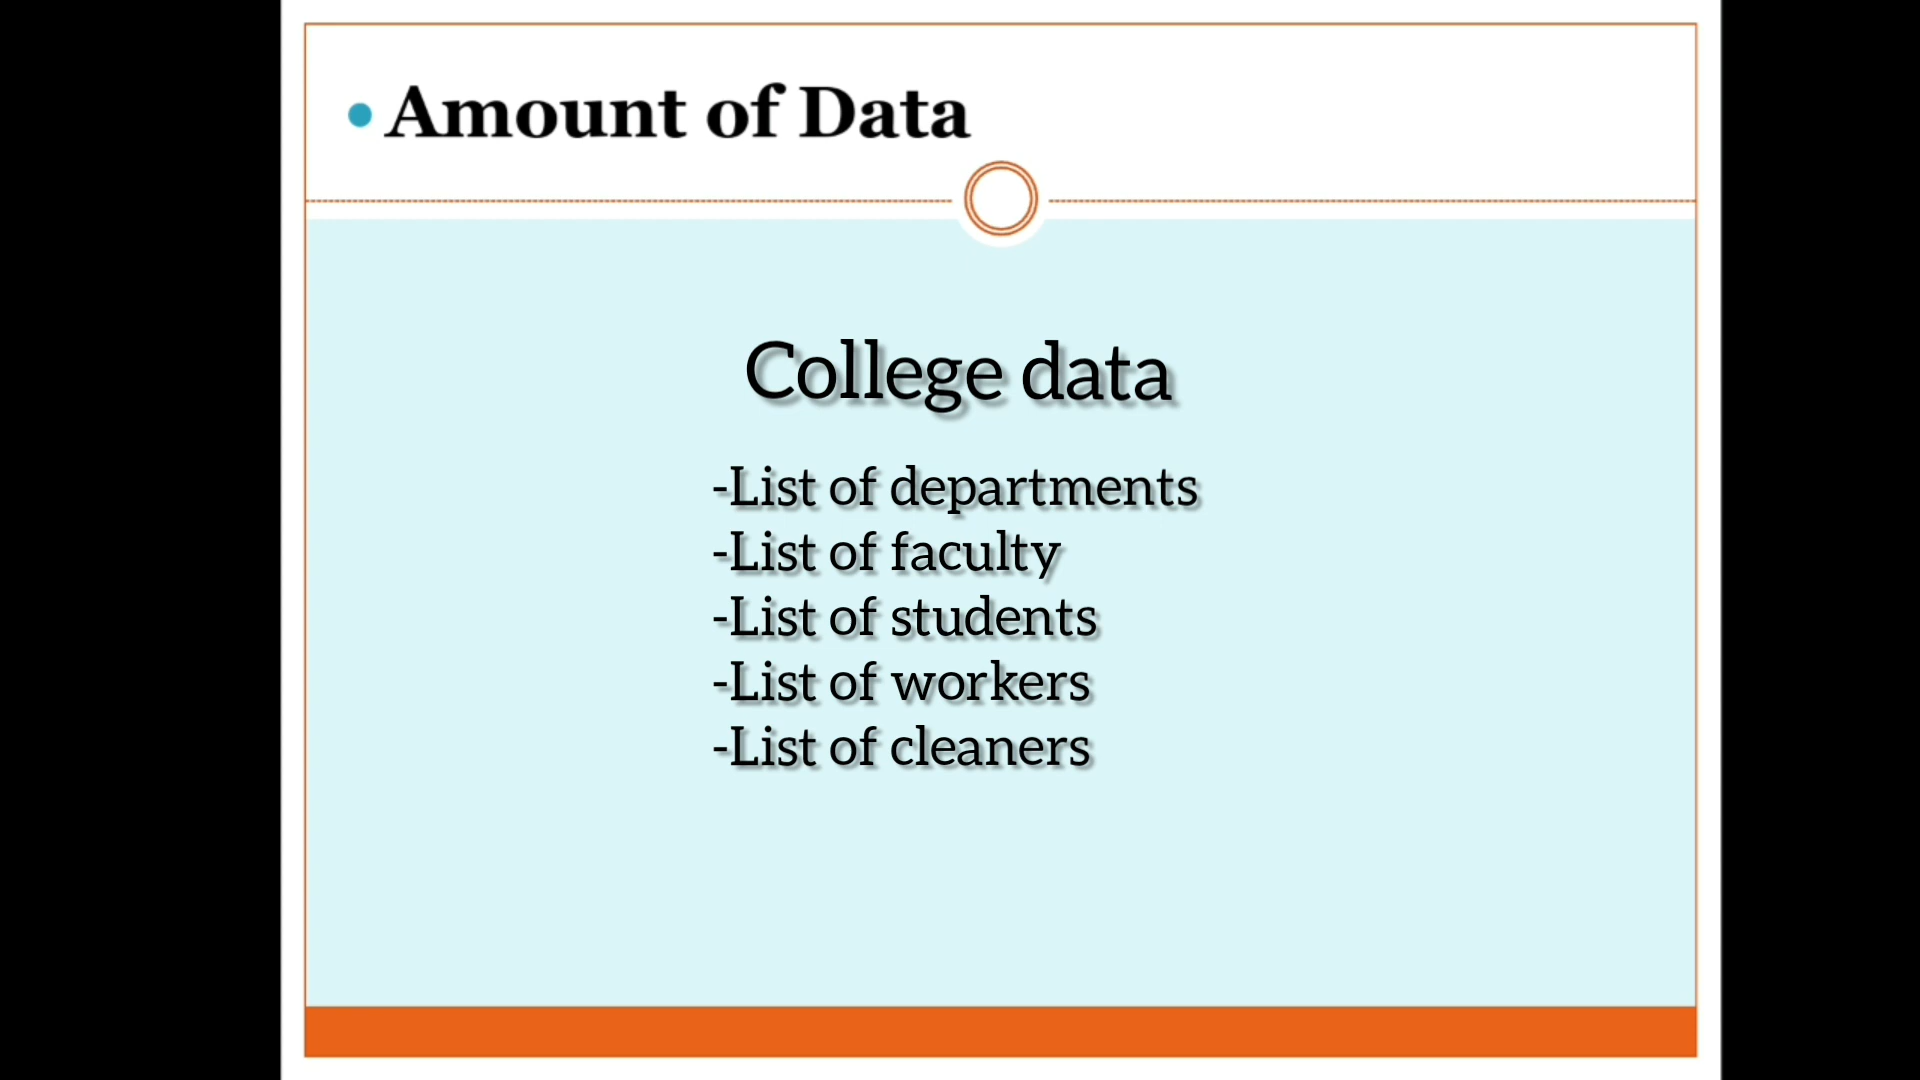 • Amount of Data
College data
-List of departments
-List of faculty
-List of students
-List of workers
-List of cleaners